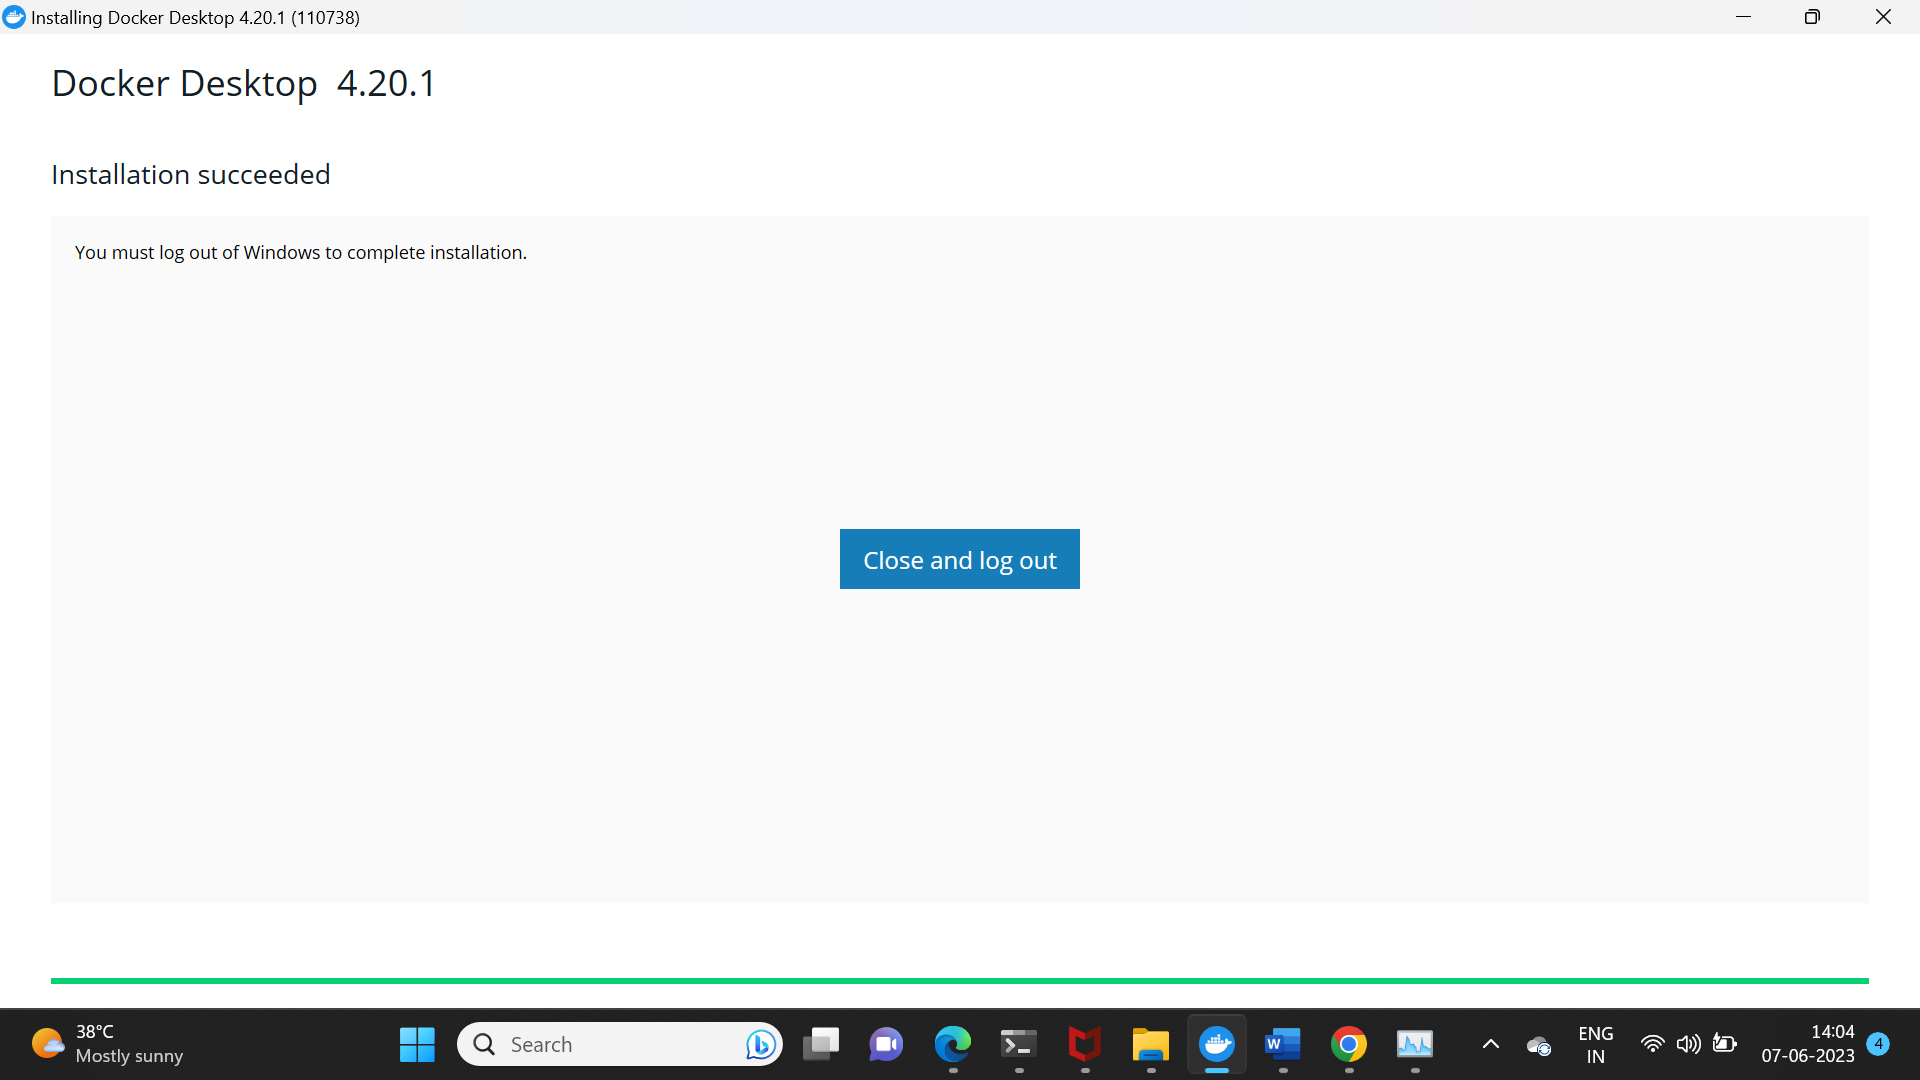 Installing Docker Desktop 4.20.1 (110738)
Docker Desktop 4.20.1
Installation succeeded
You must log out of Windows to complete installation.
Close and log out
38°C
Mostly sunny
Search
ENG
IN
14:04
07-06-2023
4